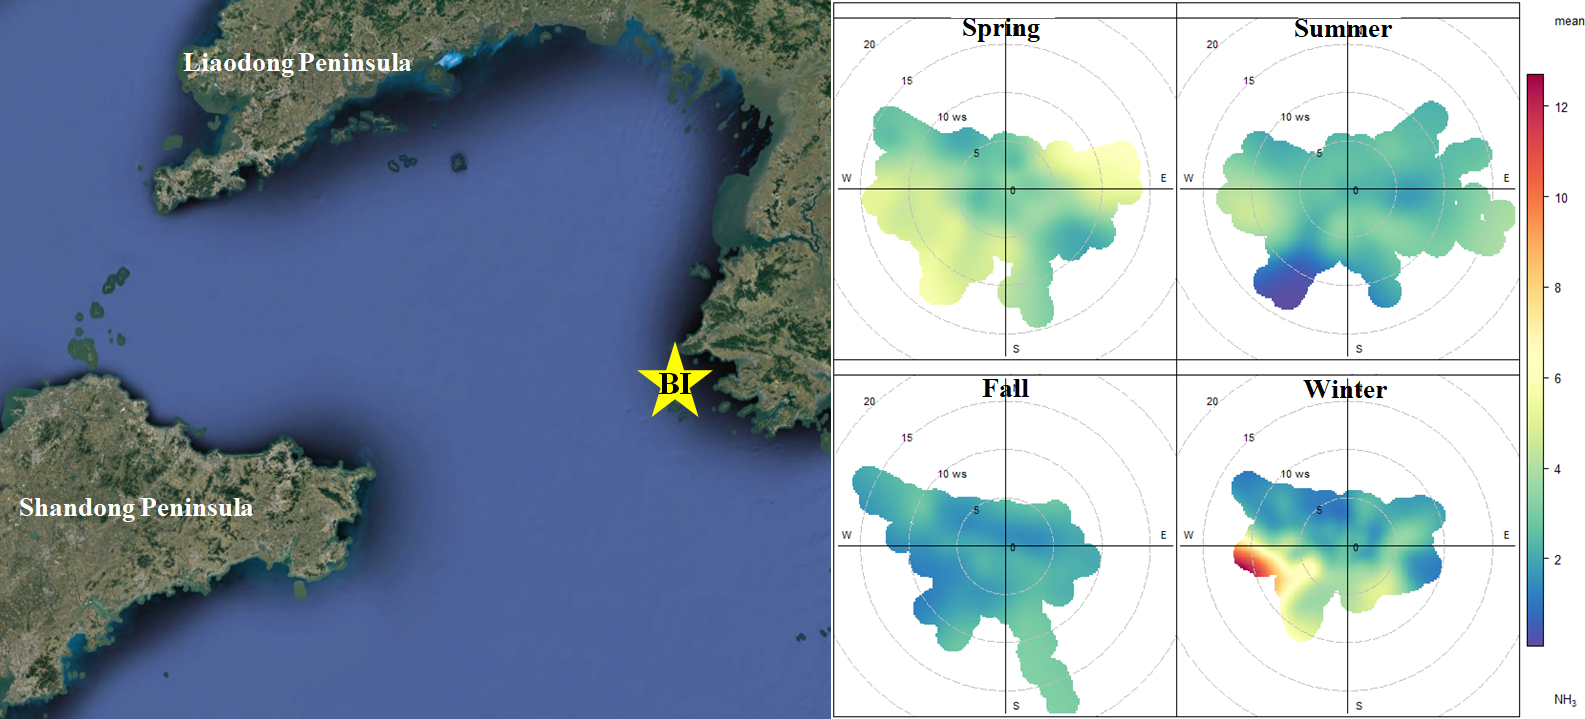 Liaodong Peninsula
BI
Shandong Peninsula
Spring
20
15
10 ws
5
0
W
E
S
Summer
20
15
10 ws
5
0
W
E
S
Fall
20
15
10 ws
5
0
W
E
S
Winter
20
15
10 ws
5
0
W
E
S
mean
12
10
8
6
4
2
NH3